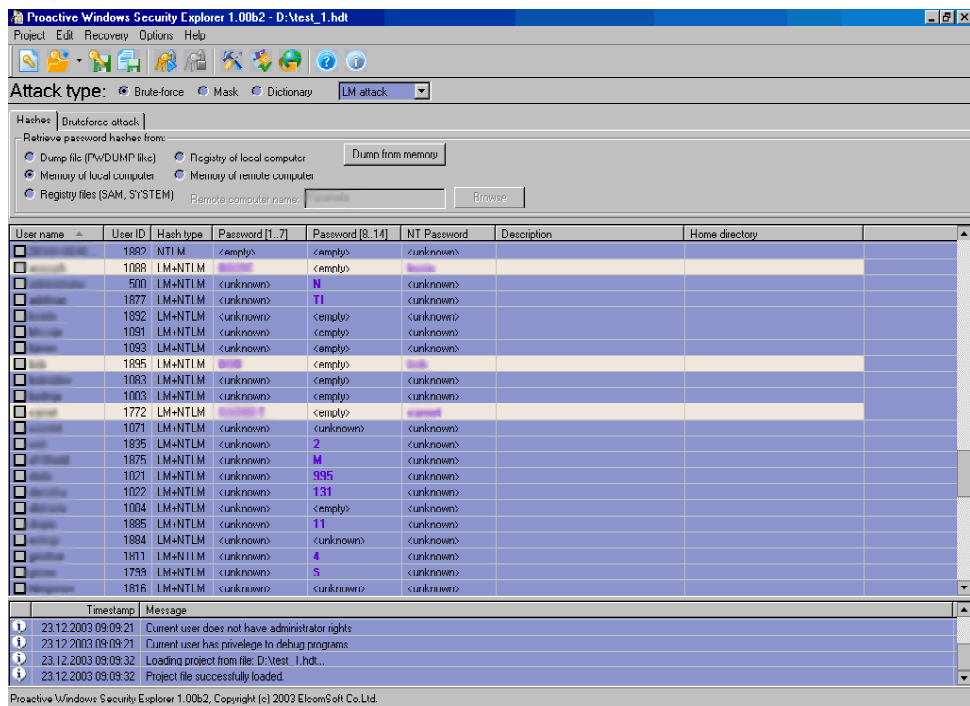 Proactive Windows Security Explorer 1.00b2 - D:\test_1.hdt
Project Edit Recovery Options Help
Attack type: Brute-force Mask Dictionary LM attack
Hashes Bruteforce attack
Retrieve password hashes from:
Dump file (PWDUMP like) Registry of local computer Dump from memory
Memory of local computer Memory of remote computer
Registry files (SAM, SYSTEM) Remote computer name: Browse
User name User ID Hash type Password [1..7] Password [8..14] NT Password Description Home directory
1882 NTLM <empty> <empty> <unknown>
1088 LM+NTLM <empty>
500 LM+NTLM <unknown> N <unknown>
1877 LM+NTLM <unknown> TI <unknown>
1892 LM+NTLM <unknown> <empty> <unknown>
1091 LM+NTLM <unknown> <empty> <unknown>
1093 LM+NTLM <unknown> <empty> <unknown>
1895 LM+NTLM <empty>
1083 LM+NTLM <unknown> <empty> <unknown>
1003 LM+NTLM <unknown> <empty> <unknown>
1772 LM+NTLM <empty>
1071 LM+NTLM <unknown> <unknown> <unknown>
1835 LM+NTLM <unknown> 2 <unknown>
1875 LM+NTLM <unknown> M <unknown>
1021 LM+NTLM <unknown> 995 <unknown>
1022 LM+NTLM <unknown> 131 <unknown>
1004 LM+NTLM <unknown> <empty> <unknown>
1885 LM+NTLM <unknown> 11 <unknown>
1884 LM+NTLM <unknown> <unknown> <unknown>
1811 LM+NTLM <unknown> 4 <unknown>
1799 LM+NTLM <unknown> S <unknown>
1816 LM+NTLM <unknown> <unknown> <unknown>
Timestamp Message
23.12.2003 09:09:21 Current user does not have administrator rights
23.12.2003 09:09:21 Current user has privelege to debug programs
23.12.2003 09:09:32 Loading project from file: D:\test_1.hdt...
23.12.2003 09:09:32 Project file successfully loaded.
Proactive Windows Security Explorer 1.00b2, Copyright (c) 2003 ElcomSoft Co.Ltd.